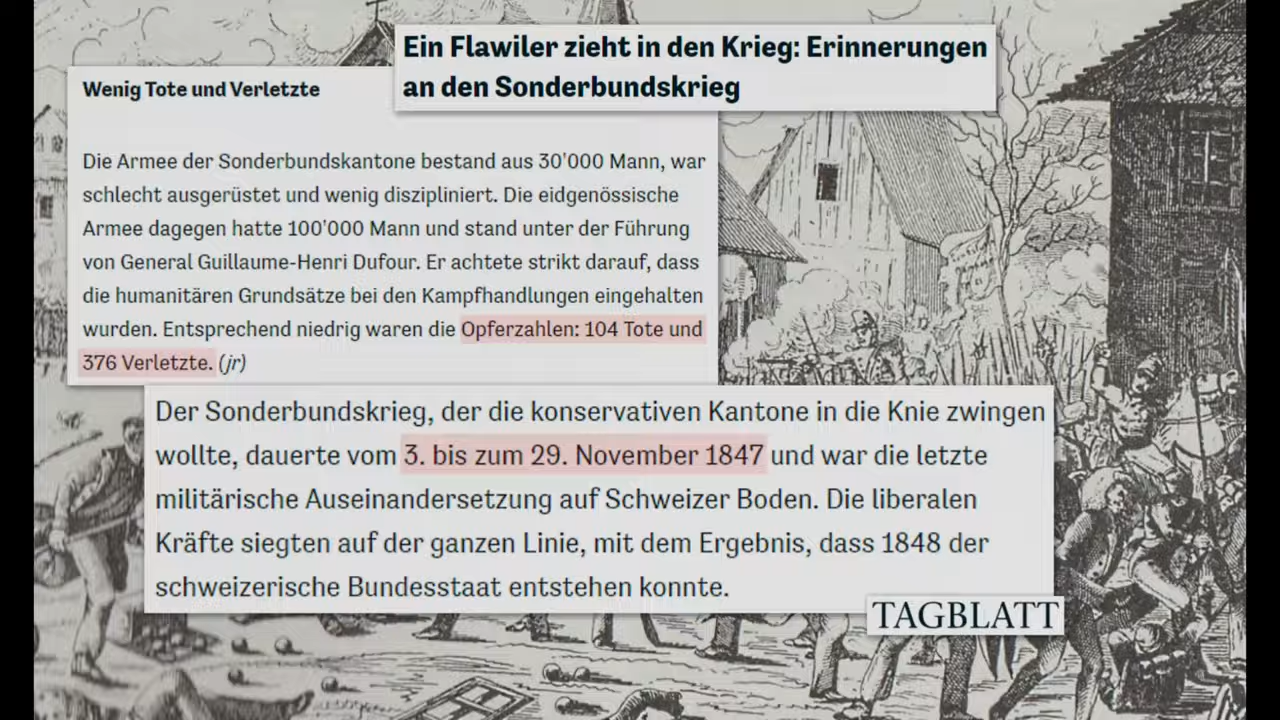 Ein Flawiler zieht in den Krieg: Erinnerungen
an den Sonderbundskrieg
Wenig Tote und Verletzte
Die Armee der Sonderbundskantone bestand aus 30'000 Mann, war
schlecht ausgerüstet und wenig diszipliniert. Die eidgenössische
Armee dagegen hatte 100'000 Mann und stand unter der Führung
von General Guillaume-Henri Dufour. Er achtete strikt darauf, dass
die humanitären Grundsätze bei den Kampfhandlungen eingehalten
wurden. Entsprechend niedrig waren die Opferzahlen: 104 Tote und
376 Verletzte. (jr)
Der Sonderbundskrieg, der die konservativen Kantone in die Knie zwingen
wollte, dauerte vom 3. bis zum 29. November 1847 und war die letzte
militärische Auseinandersetzung auf Schweizer Boden. Die liberalen
Kräfte siegten auf der ganzen Linie, mit dem Ergebnis, dass 1848 der
schweizerische Bundesstaat entstehen konnte.
TAGBLATT